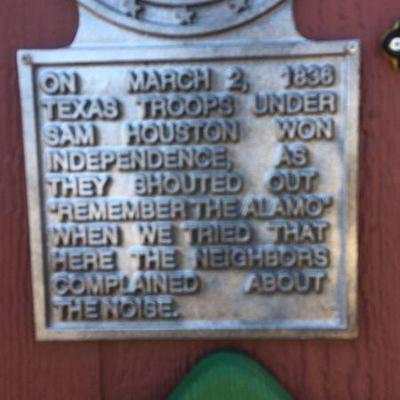 ON MARCH 2, 1836
TEXAS TROOPS UNDER
SAM HOUSTON WON
INDEPENDENCE, AS
THEY SHOUTED OUT
"REMEMBER THE ALAMO"
WHEN WE TRIED THAT
HERE THE NEIGHBORS
COMPLAINED ABOUT
THE NOISE.